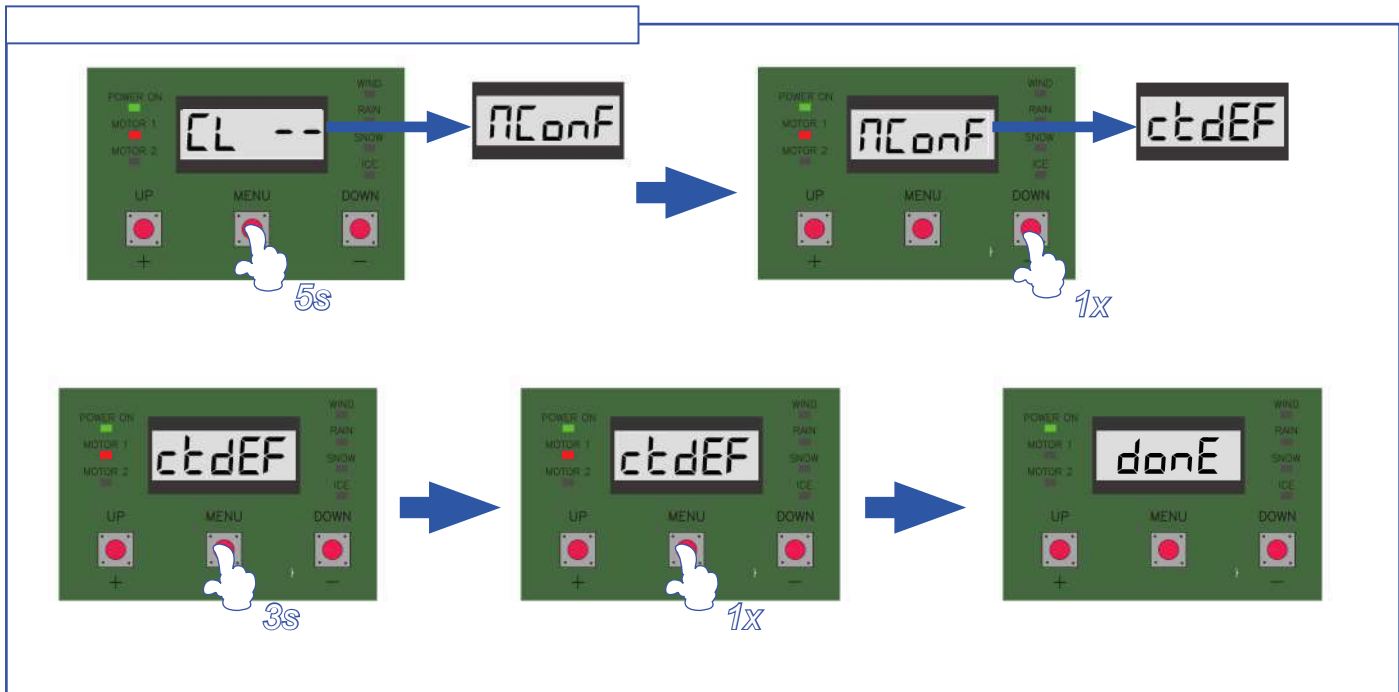 WIND
POWER ON
RAIN
MOTOR 1
CL --
MConF
SNOW
MOTOR 2
ICE
UP MENU DOWN
+ −
5s
WIND
POWER ON
RAIN
MOTOR 1
MConF
ctdEF
SNOW
MOTOR 2
ICE
UP MENU DOWN
+ −
1x
WIND
POWER ON
RAIN
MOTOR 1
ctdEF
SNOW
MOTOR 2
ICE
UP MENU DOWN
+ −
3s
WIND
POWER ON
RAIN
MOTOR 1
ctdEF
SNOW
MOTOR 2
ICE
UP MENU DOWN
+ −
1x
WIND
POWER ON
RAIN
MOTOR 1
donE
SNOW
MOTOR 2
ICE
UP MENU DOWN
+ −